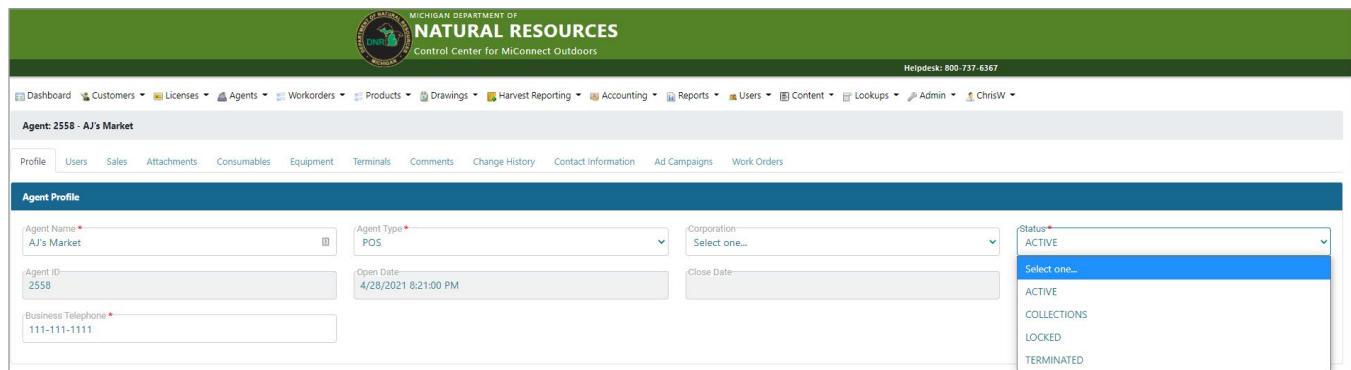 MICHIGAN DEPARTMENT OF
NATURAL RESOURCES
Control Center for MiConnect Outdoors
DNR
MICHIGAN
Helpdesk: 800-737-6367
Dashboard Customers Licenses Agents Workorders Products Drawings Harvest Reporting Accounting Reports Users Content Lookups Admin ChrisW
Agent: 2558 - AJ's Market
Profile Users Sales Attachments Consumables Equipment Terminals Comments Change History Contact Information Ad Campaigns Work Orders
Agent Profile
Agent Name * Agent Type * Corporation Status *
AJ's Market POS Select one... ACTIVE
Agent ID Open Date Close Date Select one...
2558 4/28/2021 8:21:00 PM
ACTIVE
Business Telephone * COLLECTIONS
111-111-1111
LOCKED
TERMINATED